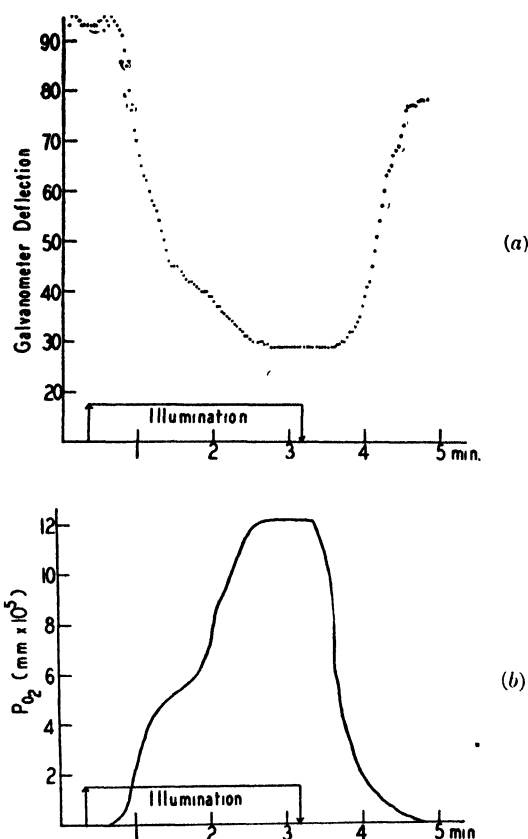 90
80
70
60
50
40
30
20
Galvanometer Deflection
(a)
Illumination
1 2 3 4 5 min.
12
10
8
6
4
2
P O2 (mm x 10^5)
(b)
Illumination
1 2 3 4 5 min